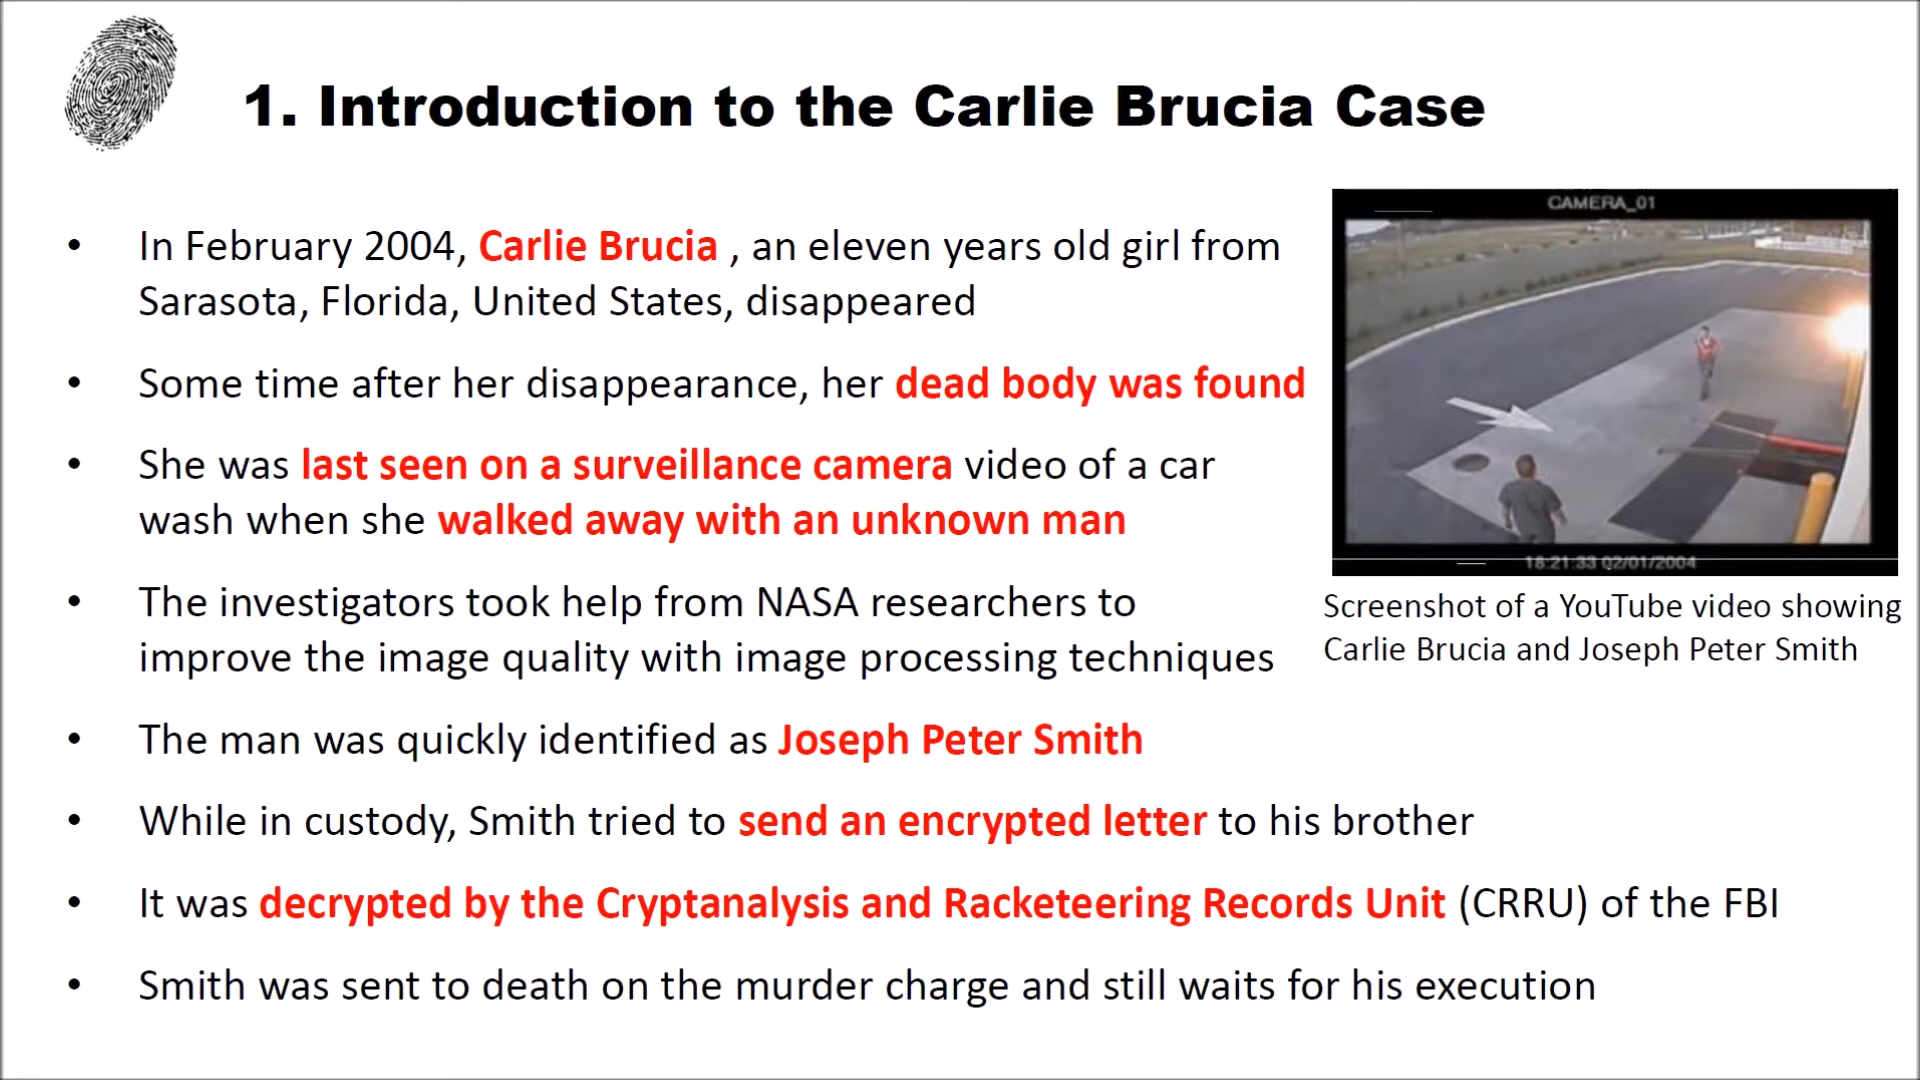 1. Introduction to the Carlie Brucia Case
• In February 2004, Carlie Brucia , an eleven years old girl from
Sarasota, Florida, United States, disappeared
• Some time after her disappearance, her dead body was found
• She was last seen on a surveillance camera video of a car
wash when she walked away with an unknown man
• The investigators took help from NASA researchers to
improve the image quality with image processing techniques
• The man was quickly identified as Joseph Peter Smith
• While in custody, Smith tried to send an encrypted letter to his brother
• It was decrypted by the Cryptanalysis and Racketeering Records Unit (CRRU) of the FBI
• Smith was sent to death on the murder charge and still waits for his execution
CAMERA_01
18:21:33 02/01/2004
Screenshot of a YouTube video showing
Carlie Brucia and Joseph Peter Smith